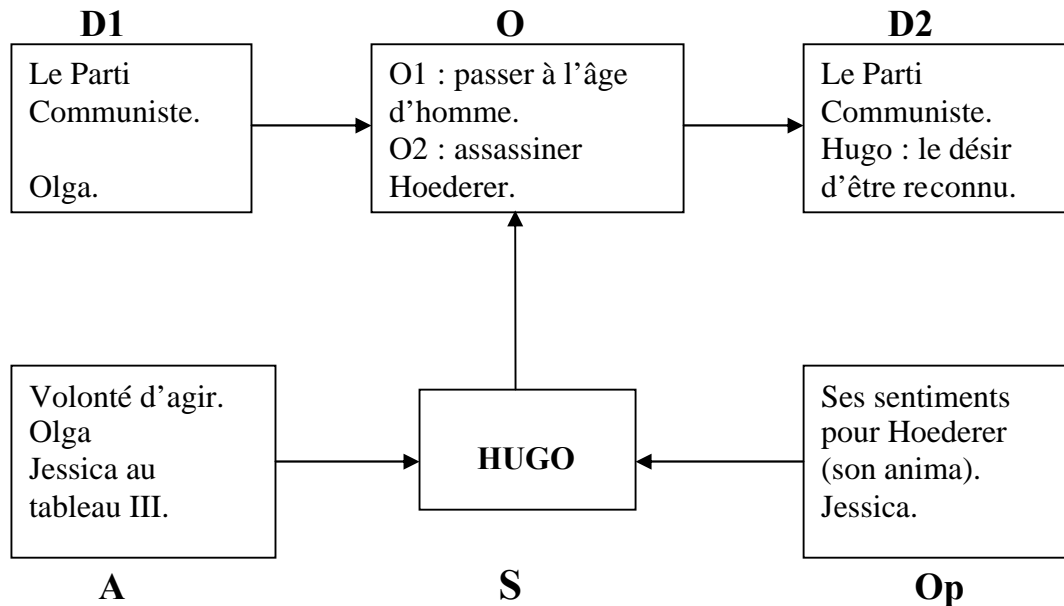 D1
O
D2
Le Parti
Communiste.
Olga.
O1 : passer à l’âge
d’homme.
O2 : assassiner
Hoederer.
Le Parti
Communiste.
Hugo : le désir
d’être reconnu.
Volonté d’agir.
Olga
Jessica au
tableau III.
HUGO
Ses sentiments
pour Hoederer
(son anima).
Jessica.
A
S
Op